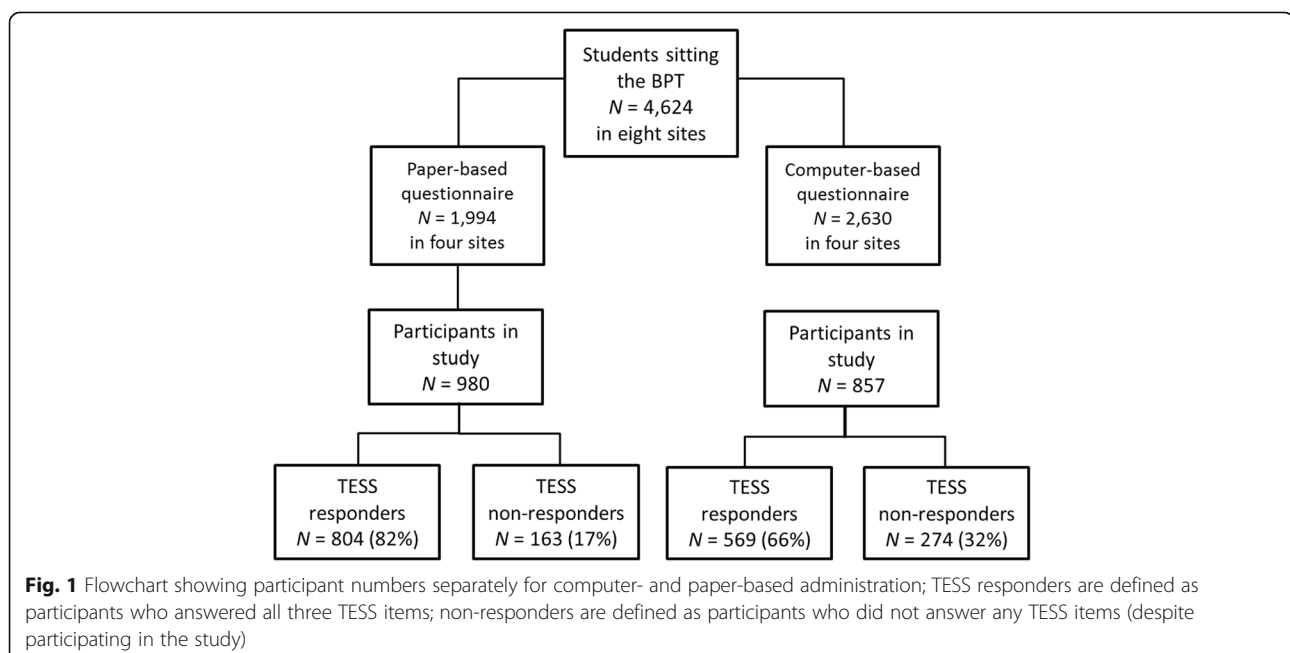 Students sitting
the BPT
N = 4,624
in eight sites
Paper-based
questionnaire
N = 1,994
in four sites
Computer-based
questionnaire
N = 2,630
in four sites
Participants in
study
N = 980
Participants in
study
N = 857
TESS
responders
N = 804 (82%)
TESS
non-responders
N = 163 (17%)
TESS
responders
N = 569 (66%)
TESS
non-responders
N = 274 (32%)
Fig. 1 Flowchart showing participant numbers separately for computer- and paper-based administration; TESS responders are defined as
participants who answered all three TESS items; non-responders are defined as participants who did not answer any TESS items (despite
participating in the study)